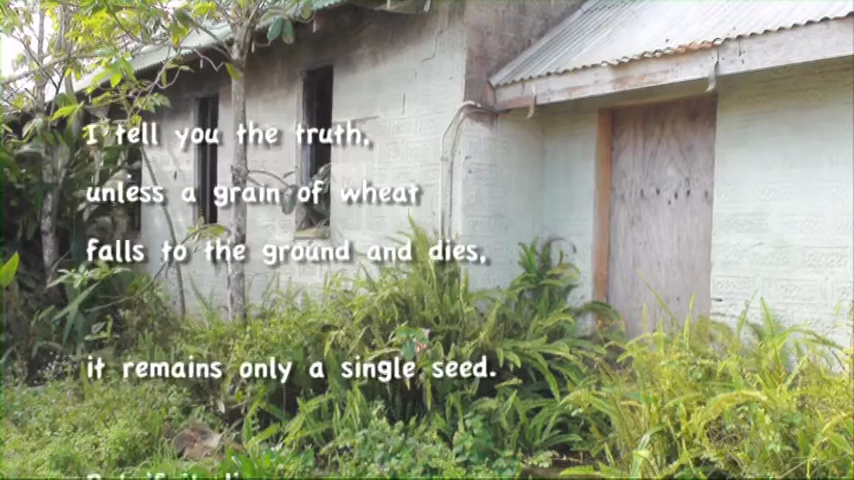 I tell you the truth,
unless a grain of wheat
falls to the ground and dies,
it remains only a single seed.